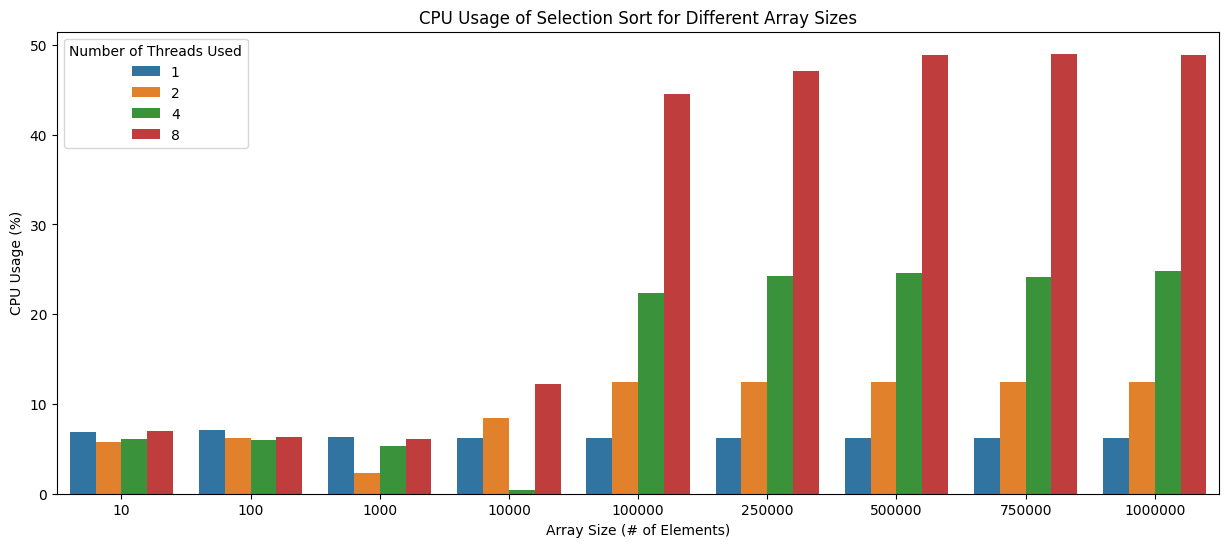 CPU Usage of Selection Sort for Different Array Sizes
Number of Threads Used
1
2
4
8
CPU Usage (%)
50
40
30
20
10
0
10 100 1000 10000 100000 250000 500000 750000 1000000
Array Size (# of Elements)